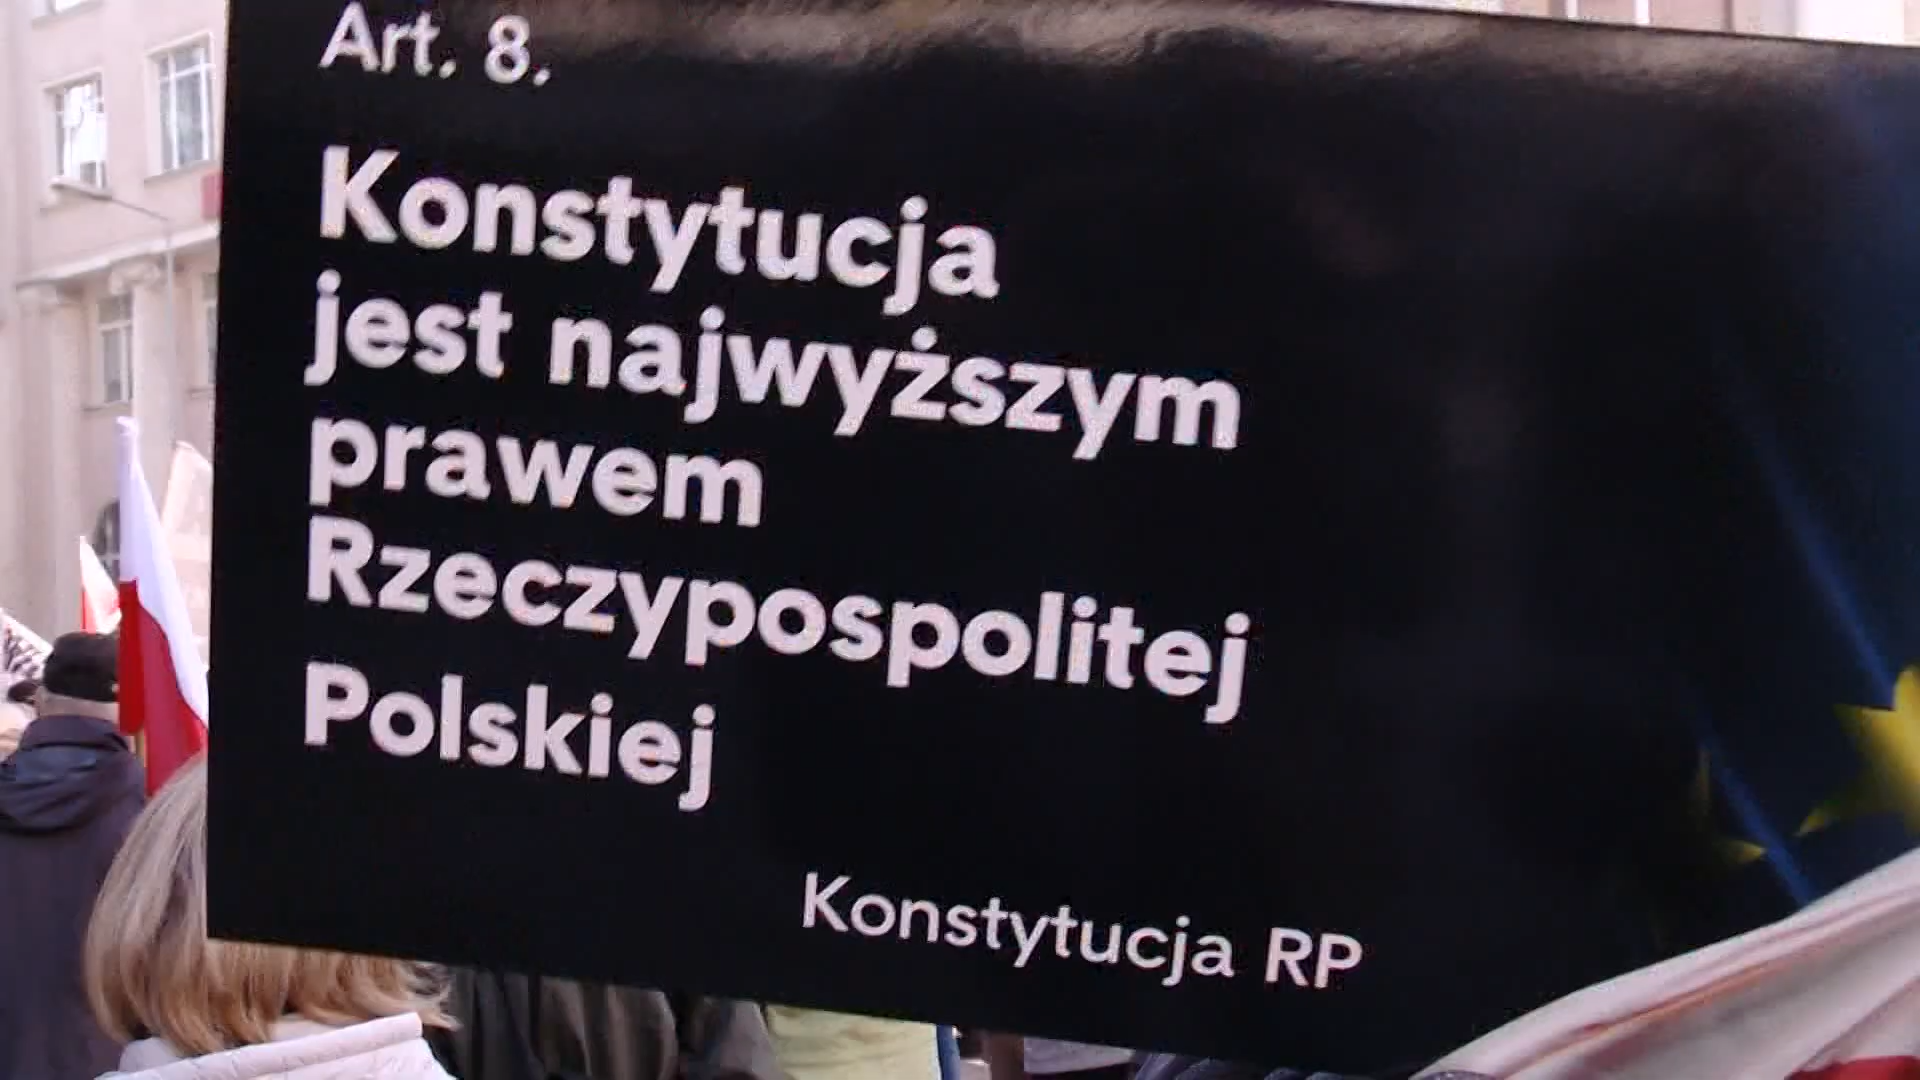 Art. 8.
Konstytucja
jest najwyższym
prawem
Rzeczypospolitej
Polskiej
Konstytucja RP